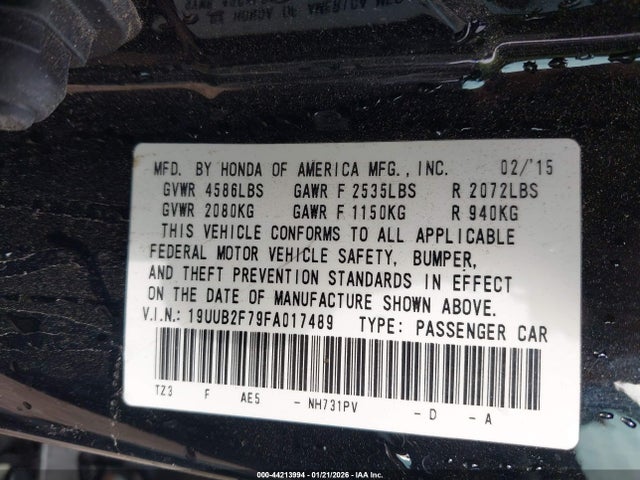 MFD. BY HONDA OF AMERICA MFG., INC. 02/'15
GVWR 4586LBS GAWR F 2535LBS R 2072LBS
GVWR 2080KG GAWR F 1150KG R 940KG
THIS VEHICLE CONFORMS TO ALL APPLICABLE
FEDERAL MOTOR VEHICLE SAFETY, BUMPER,
AND THEFT PREVENTION STANDARDS IN EFFECT
ON THE DATE OF MANUFACTURE SHOWN ABOVE.
V.I.N.: 19UUB2F79FA017489 TYPE: PASSENGER CAR
TZ3 F AE5 - NH731PV - D - A
000-44213994 - 01/21/2026 - IAA Inc.